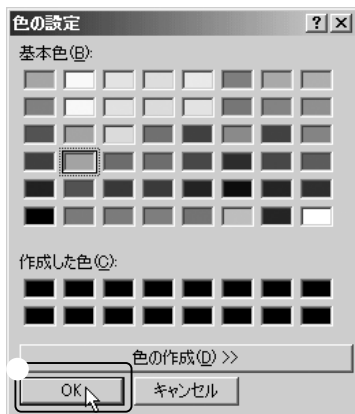 色の設定
基本色(B):
作成した色(C):
色の作成(D) >>
OK
キャンセル